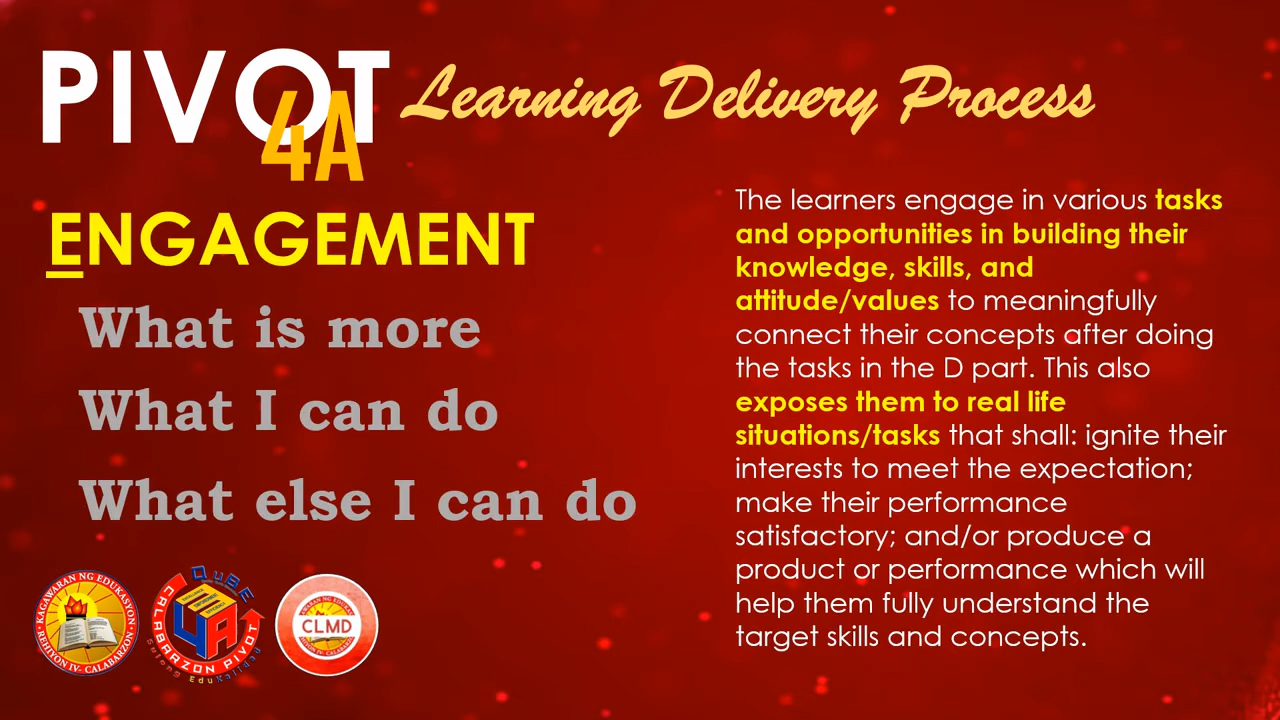 PIVOT
4A
Learning Delivery Process
ENGAGEMENT
What is more
What I can do
What else I can do
The learners engage in various tasks
and opportunities in building their
knowledge, skills, and
attitude/values to meaningfully
connect their concepts after doing
the tasks in the D part. This also
exposes them to real life
situations/tasks that shall: ignite their
interests to meet the expectation;
make their performance
satisfactory; and/or produce a
product or performance which will
help them fully understand the
target skills and concepts.
KAGAWARAN NG EDUKASYON
REHIYON IV- CALABARZON
QuBE
4A
CALABARZON PIVOT
CLMD